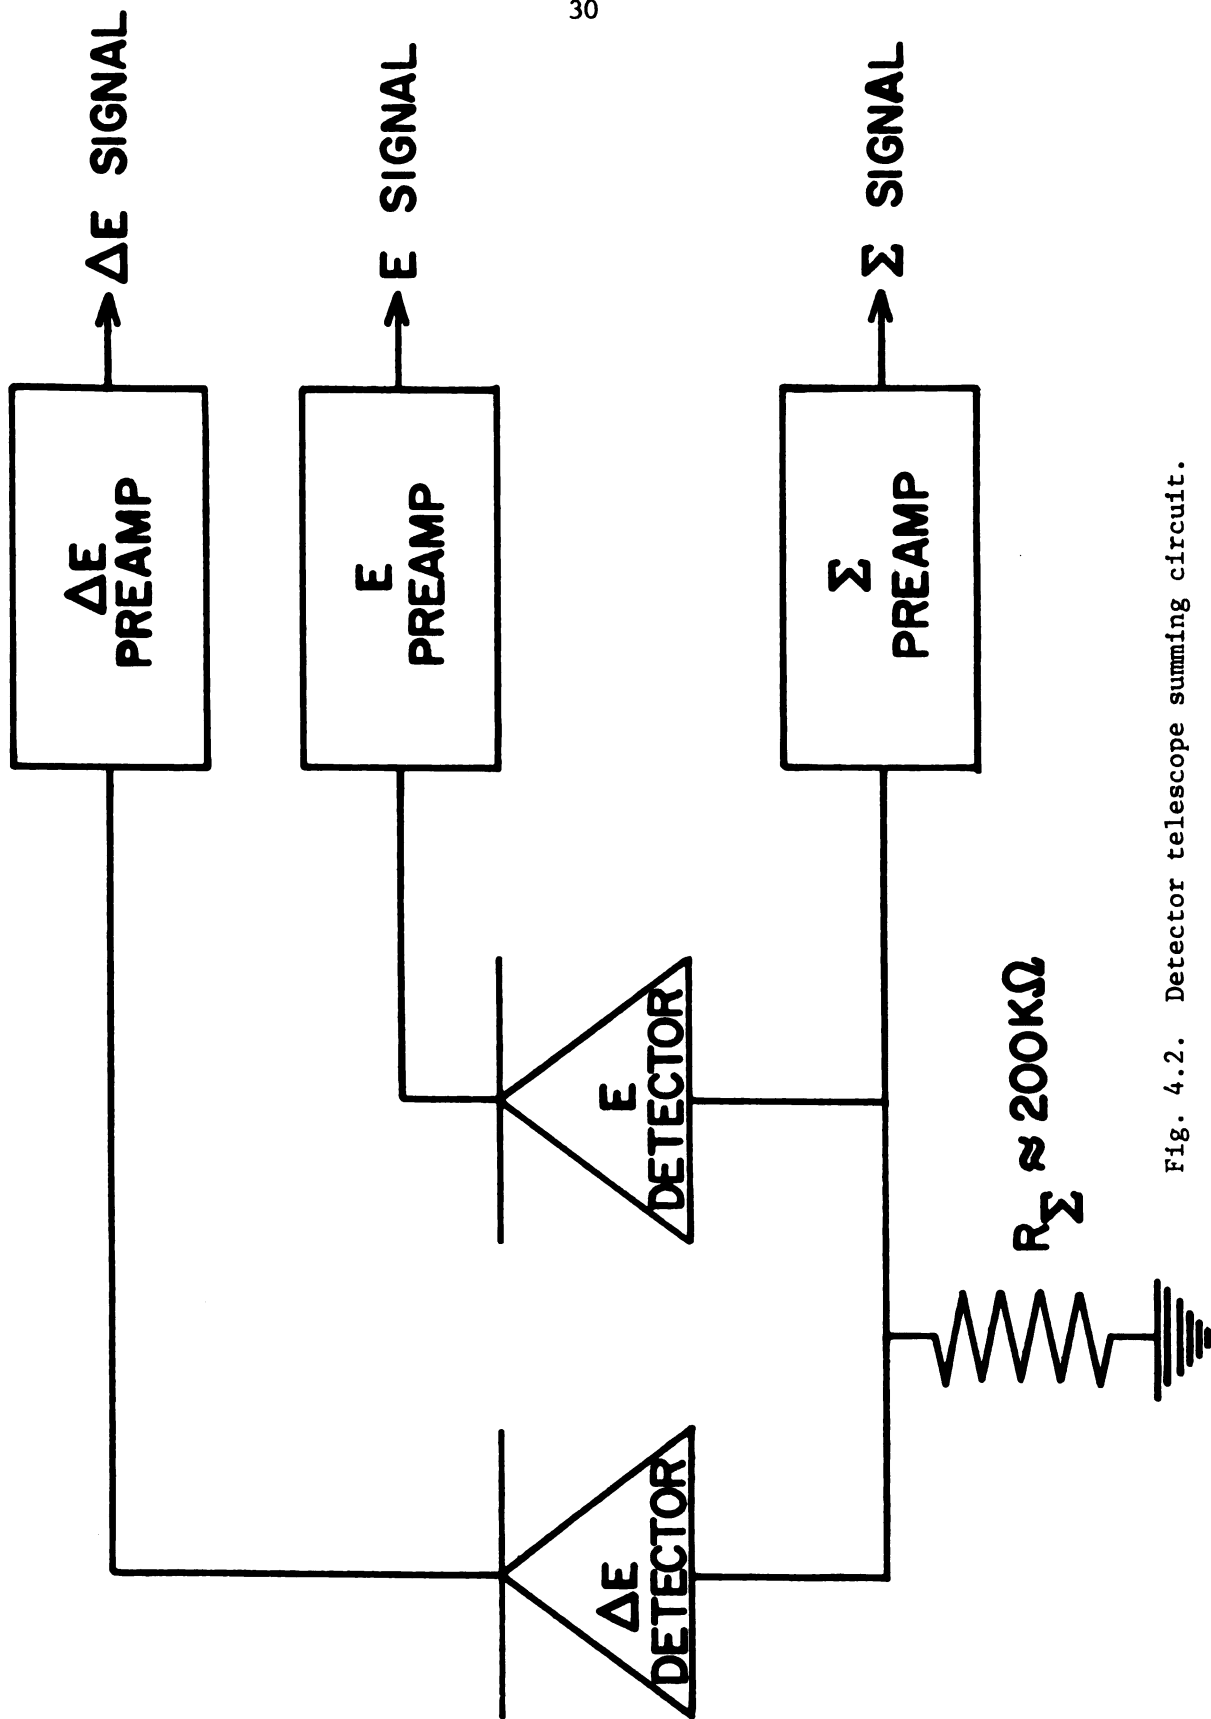 30
ΔE
DETECTOR
E
DETECTOR
ΔE
PREAMP
ΔE SIGNAL
E
PREAMP
E SIGNAL
Σ
PREAMP
Σ SIGNAL
RΣ ≈ 200KΩ
Fig. 4.2. Detector telescope summing circuit.